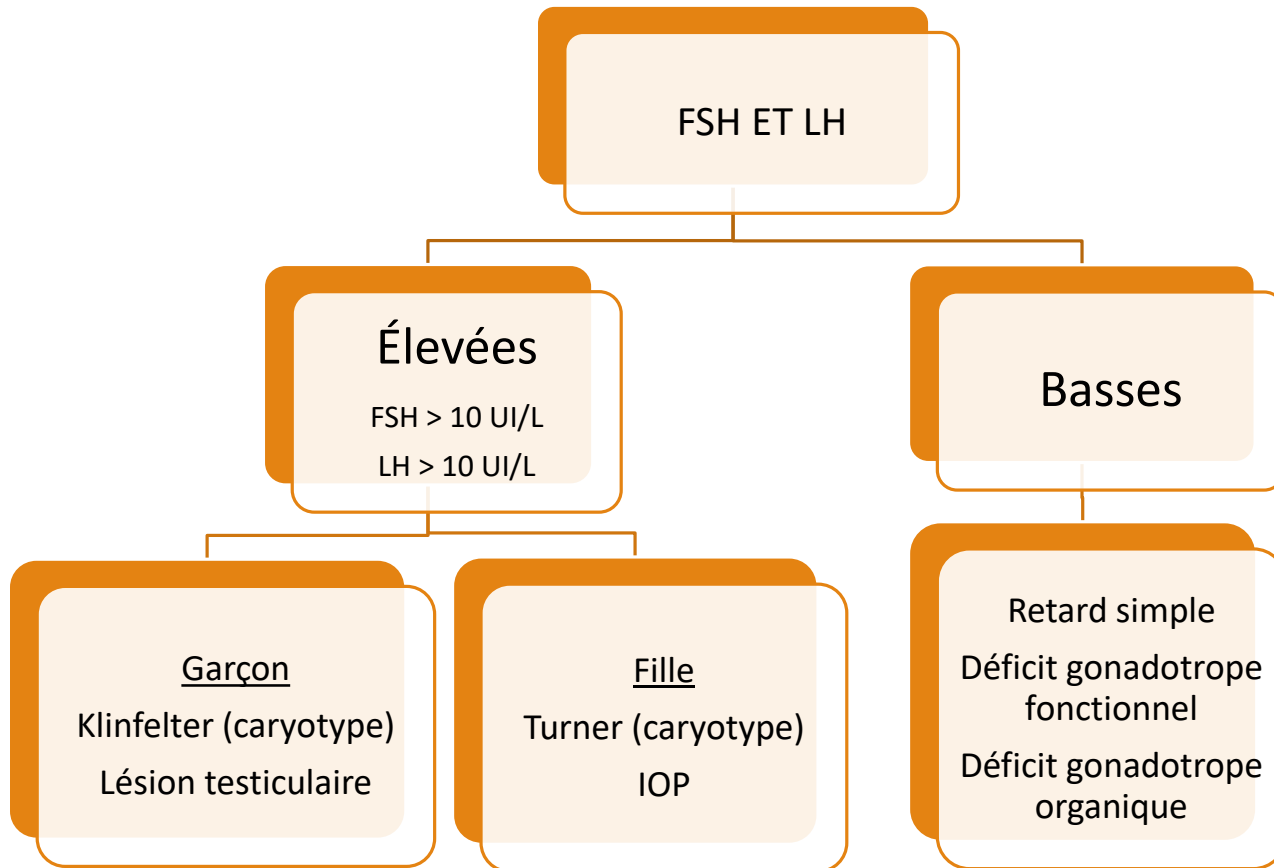 FSH ET LH
Élevées
FSH > 10 UI/L
LH > 10 UI/L
Basses
Garçon
Klinfelter (caryotype)
Lésion testiculaire
Fille
Turner (caryotype)
IOP
Retard simple
Déficit gonadotrope
fonctionnel
Déficit gonadotrope
organique